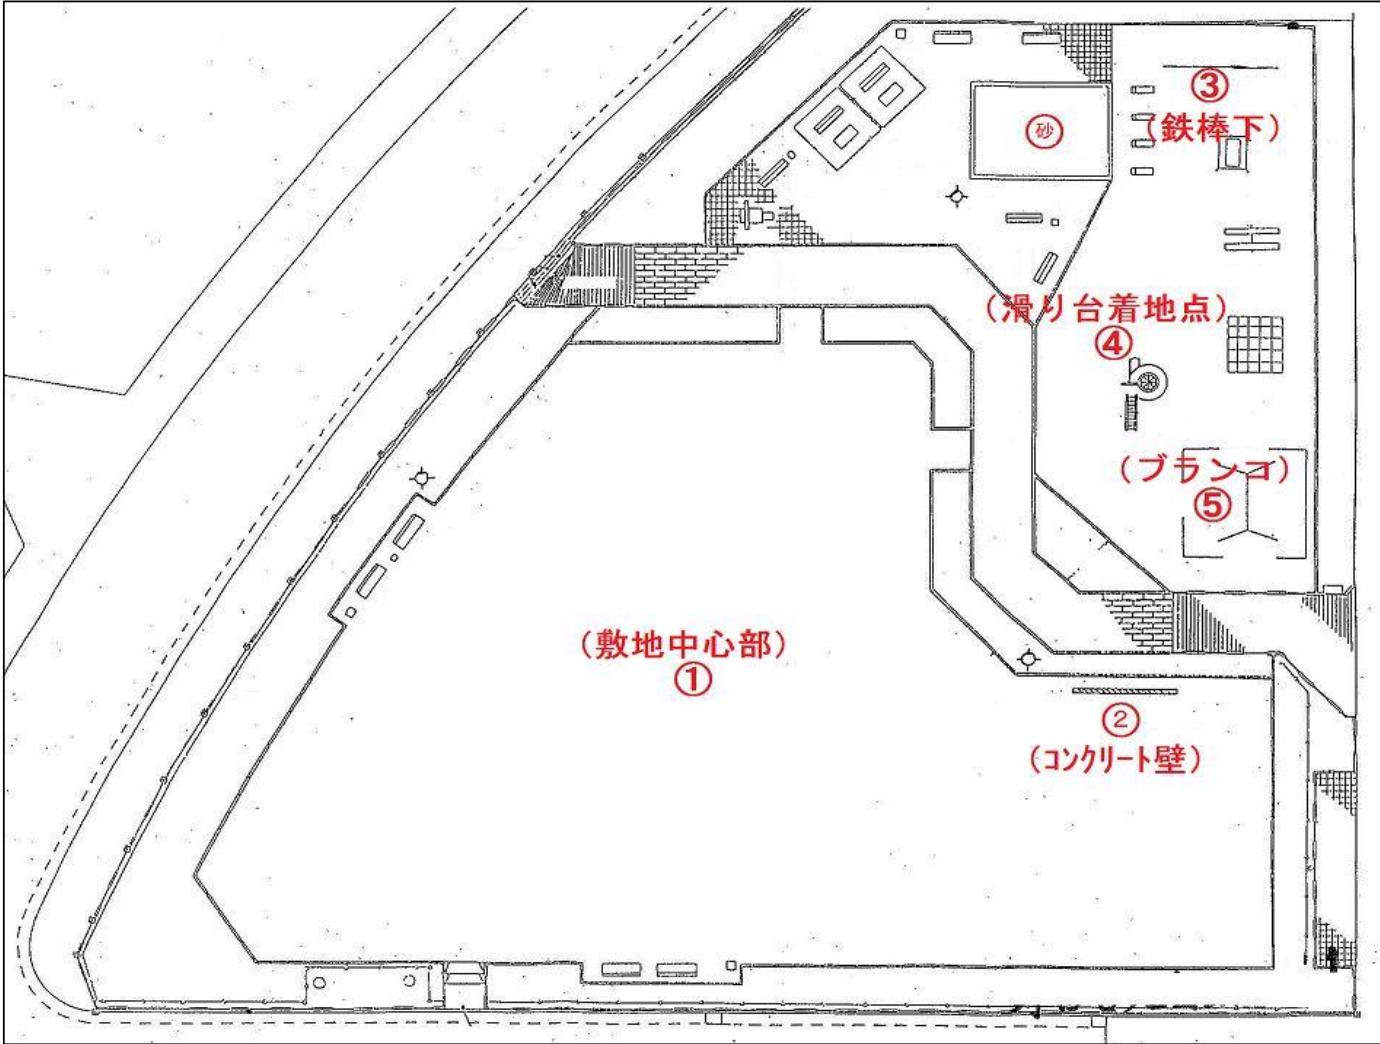 ③
（鉄棒下）
砂
（滑り台着地点）
④
（ブランコ）
⑤
（敷地中心部）
①
②
（コンクリート壁）